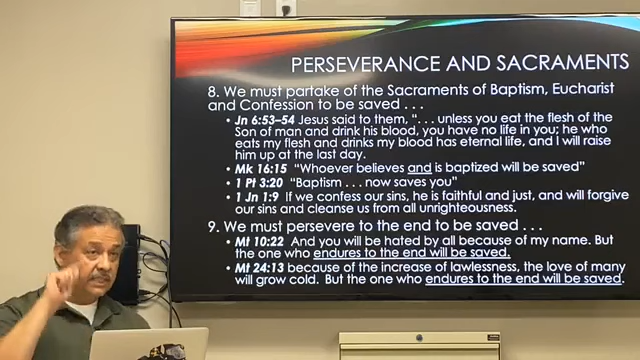 PERSEVERANCE AND SACRAMENTS
8. We must partake of the Sacraments of Baptism, Eucharist
and Confession to be saved . . .
• Jn 6:53-54 Jesus said to them, “. . . unless you eat the flesh of the
Son of man and drink his blood, you have no life in you; he who
eats my flesh and drinks my blood has eternal life, and I will raise
him up at the last day.
• Mk 16:15 “Whoever believes and is baptized will be saved”
• 1 Pt 3:20 “Baptism . . . now saves you”
• 1 Jn 1:9 If we confess our sins, he is faithful and just, and will forgive
our sins and cleanse us from all unrighteousness.
9. We must persevere to the end to be saved . . .
• Mt 10:22 And you will be hated by all because of my name. But
the one who endures to the end will be saved.
• Mt 24:13 because of the increase of lawlessness, the love of many
will grow cold. But the one who endures to the end will be saved.